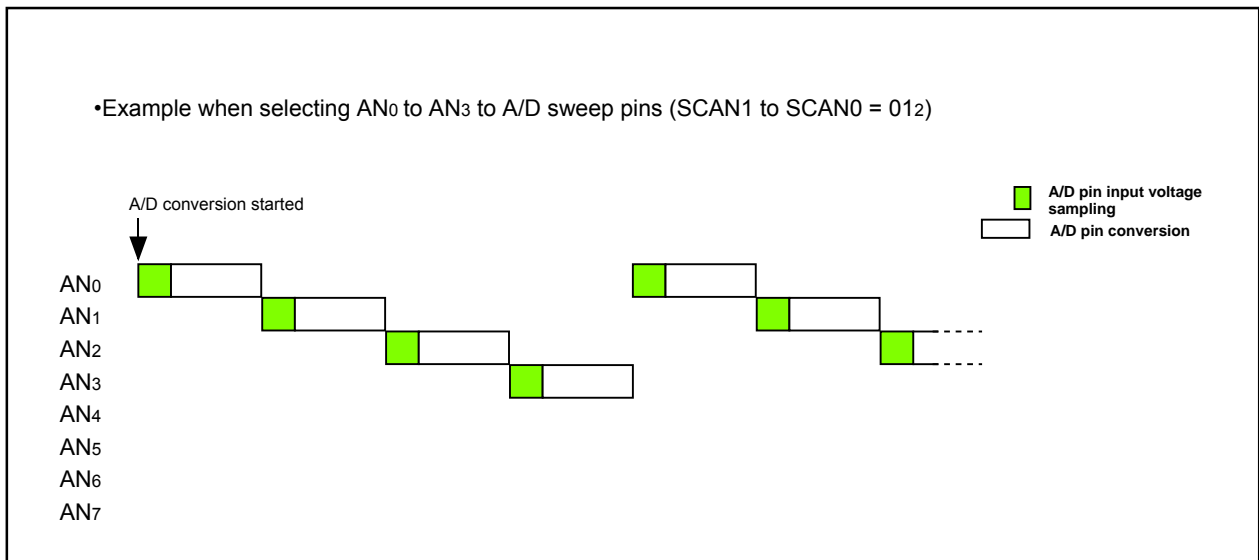 •Example when selecting AN0 to AN3 to A/D sweep pins (SCAN1 to SCAN0 = 012)
A/D conversion started
A/D pin input voltage
sampling
A/D pin conversion
AN0
AN1
AN2
AN3
AN4
AN5
AN6
AN7